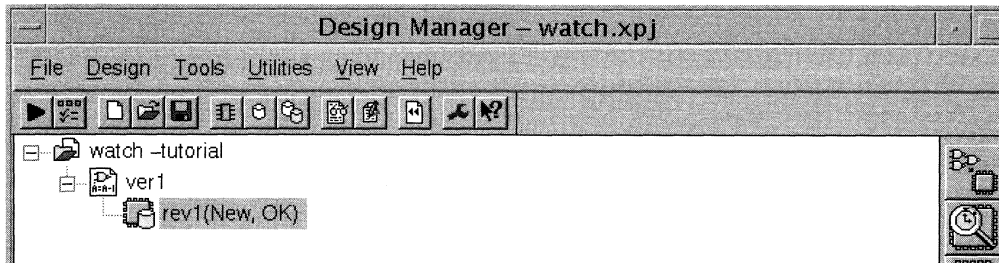 Design Manager – watch.xpj
File Design Tools Utilities View Help
watch –tutorial
ver1
rev1(New, OK)